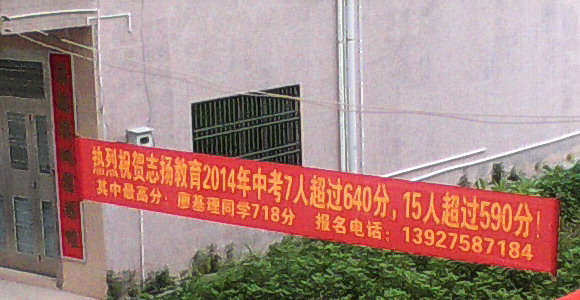 热烈祝贺志扬教育2014年中考7人超过640分，15人超过590分！
其中最高分：廖基理同学718分 报名电话：13927587184